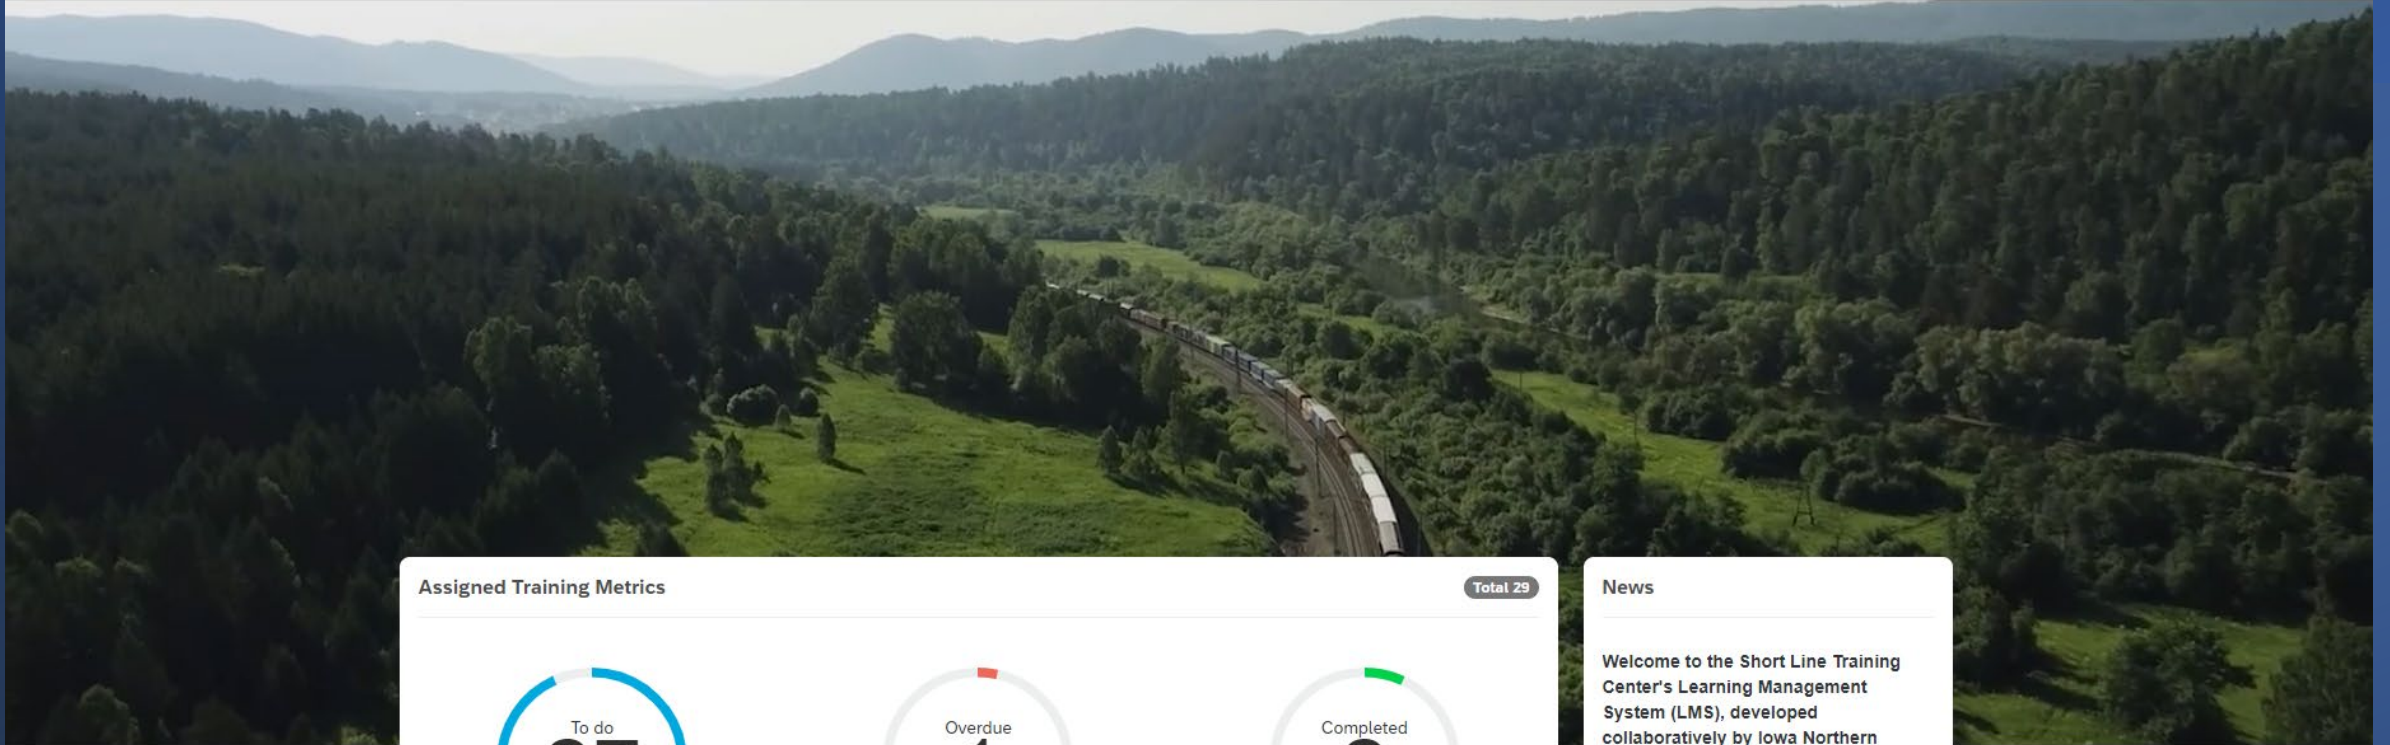 Assigned Training Metrics
Total 29
To do
Overdue
Completed
News
Welcome to the Short Line Training
Center's Learning Management
System (LMS), developed
collaboratively by Iowa Northern